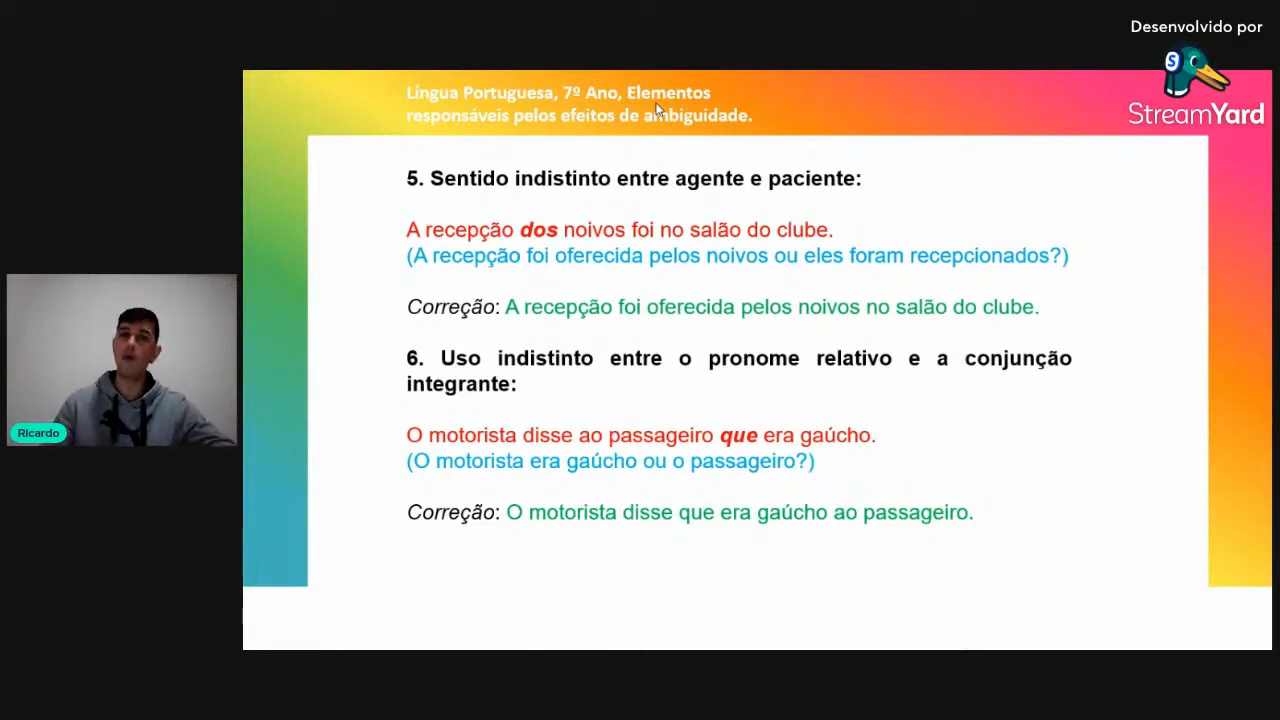 Desenvolvido por
StreamYard
Língua Portuguesa, 7º Ano, Elementos
responsáveis pelos efeitos de ambiguidade.
5. Sentido indistinto entre agente e paciente:
A recepção dos noivos foi no salão do clube.
(A recepção foi oferecida pelos noivos ou eles foram recepcionados?)
Correção: A recepção foi oferecida pelos noivos no salão do clube.
6. Uso indistinto entre o pronome relativo e a conjunção
integrante:
O motorista disse ao passageiro que era gaúcho.
(O motorista era gaúcho ou o passageiro?)
Correção: O motorista disse que era gaúcho ao passageiro.
Ricardo